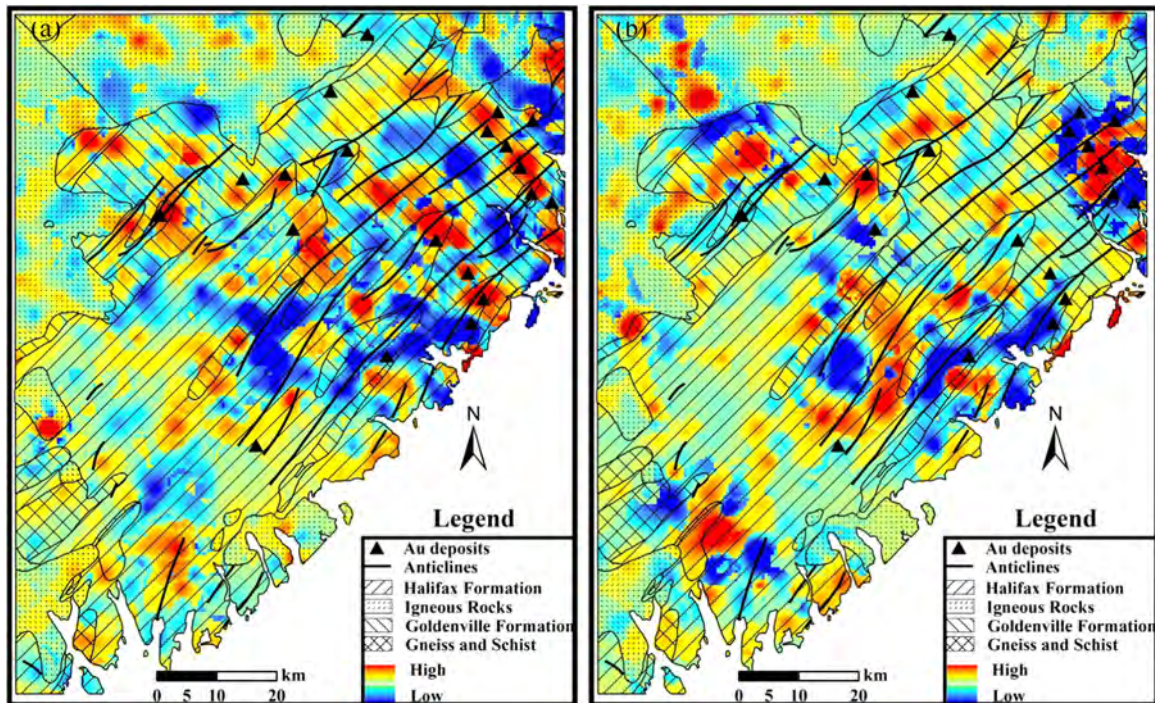 (a)
N
Legend
Au deposits
Anticlines
Halifax Formation
Igneous Rocks
Goldenville Formation
Gneiss and Schist
High
Low
km
0 5 10 20
(b)
N
Legend
Au deposits
Anticlines
Halifax Formation
Igneous Rocks
Goldenville Formation
Gneiss and Schist
High
Low
km
0 5 10 20